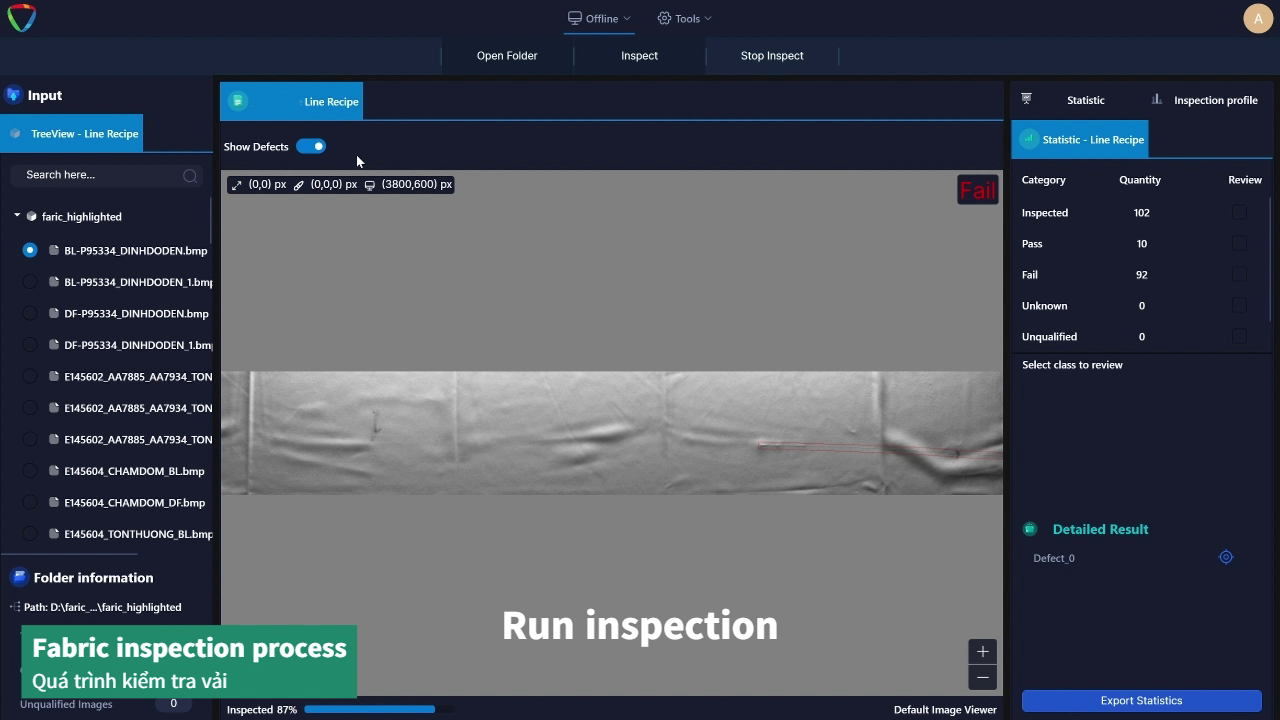 Offline
Tools
A
Open Folder
Inspect
Stop Inspect
Input
TreeView - Line Recipe
Search here...
faric_highlighted
BL-P95334_DINHDODEN.bmp
BL-P95334_DINHDODEN_1.bmp
DF-P95334_DINHDODEN.bmp
DF-P95334_DINHDODEN_1.bmp
E145602_AA7885_AA7934_TON
E145602_AA7885_AA7934_TON
E145602_AA7885_AA7934_TON
E145604_CHAMDOM_BL.bmp
E145604_CHAMDOM_DF.bmp
E145604_TONTHUONG_BL.bmp
Folder information
Path: D:\faric_...\faric_highlighted
Fabric inspection process
Quá trình kiểm tra vải
Unqualified Images 0
Line Recipe
Show Defects
(0,0) px (0,0,0) px (3800,600) px
Fail
Run inspection
+
−
Inspected 87%
Default Image Viewer
Statistic
Inspection profile
Statistic - Line Recipe
Category Quantity Review
Inspected 102
Pass 10
Fail 92
Unknown 0
Unqualified 0
Select class to review
Detailed Result
Defect_0
Export Statistics